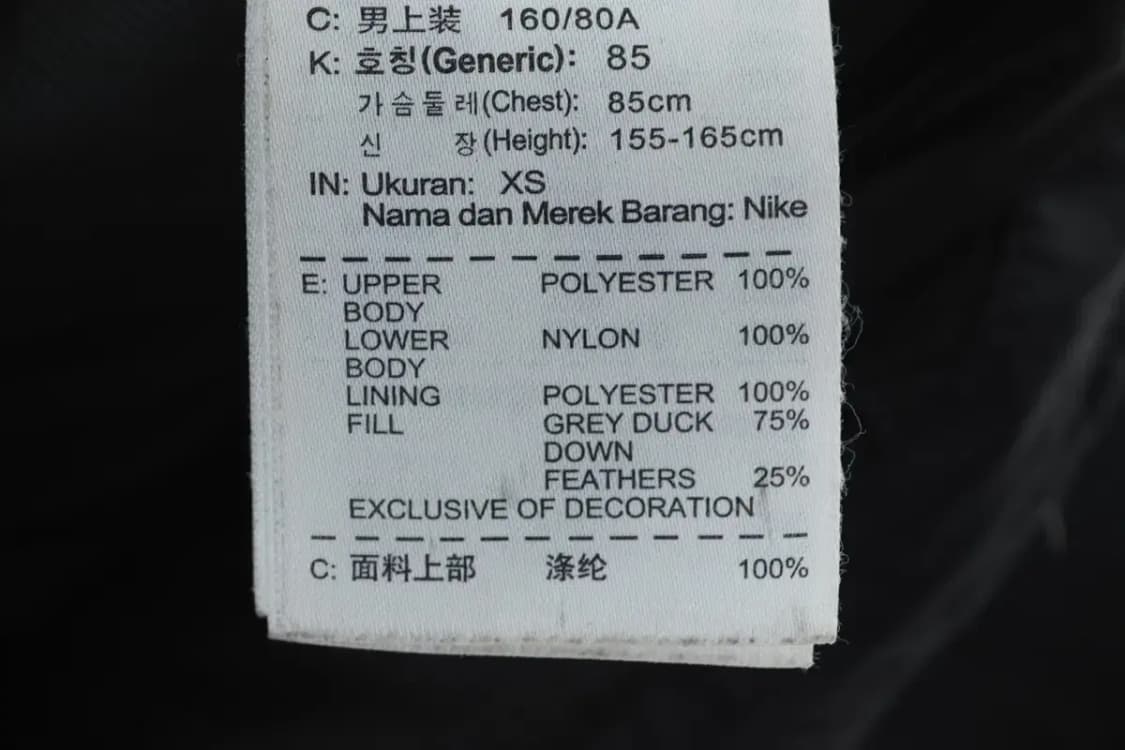 C: 男上装 160/80A
K: 호칭(Generic): 85
가슴둘레(Chest): 85cm
신 장(Height): 155-165cm
IN: Ukuran: XS
Nama dan Merek Barang: Nike
E: UPPER POLYESTER 100%
BODY
LOWER NYLON 100%
BODY
LINING POLYESTER 100%
FILL GREY DUCK 75%
DOWN
FEATHERS 25%
EXCLUSIVE OF DECORATION
C: 面料上部 涤纶 100%